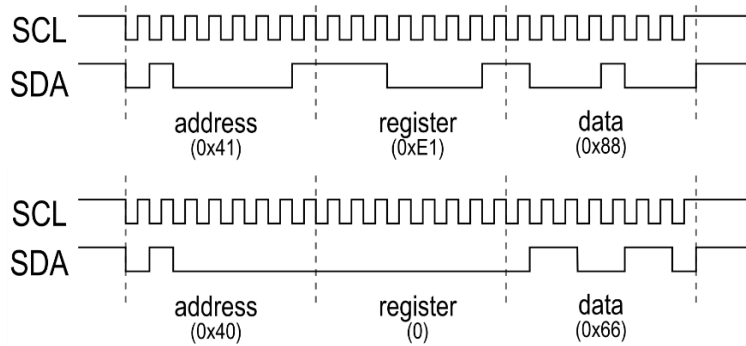 SCL
SDA
address register data
(0x41) (0xE1) (0x88)
SCL
SDA
address register data
(0x40) (0) (0x66)